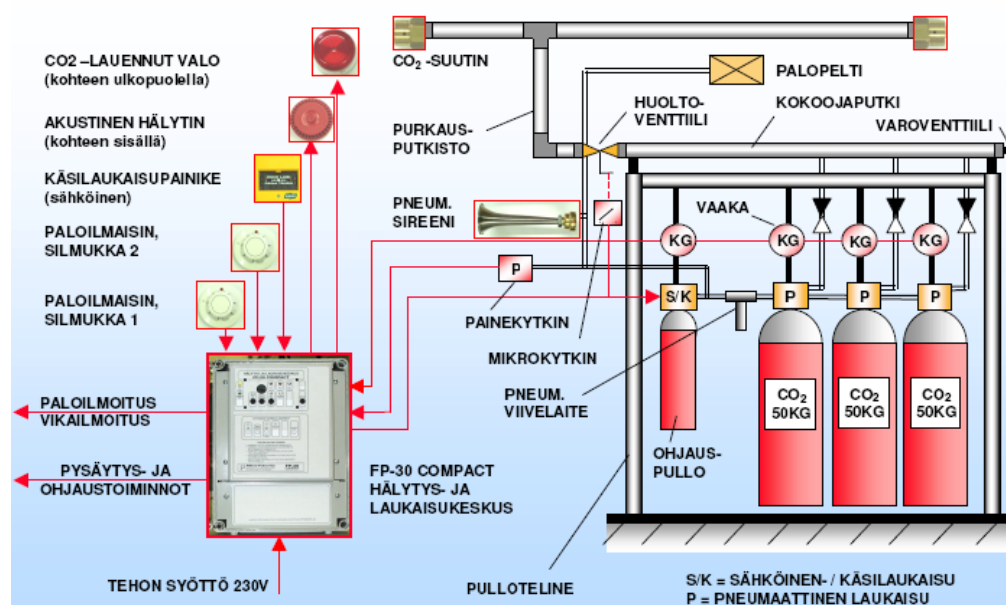 CO2 –LAUENNUT VALO
(kohteen ulkopuolella)
AKUSTINEN HÄLYTIN
(kohteen sisällä)
KÄSILAUKAISUPAINIKE
(sähköinen)
PALOILMAISIN,
SILMUKKA 2
PALOILMAISIN,
SILMUKKA 1
PALOILMOITUS
VIKAILMOITUS
PYSÄYTYS- JA
OHJAUSTOIMINNOT
TEHON SYÖTTÖ 230V
FP-30 COMPACT
HÄLYTYS- JA
LAUKAISUKESKUS
CO₂ -SUUTIN
PURKAUS-
PUTKISTO
PNEUM.
SIREENI
PALOPELTI
HUOLTO-
VENTTIILI
KOKOOJAPUTKI
VAROVENTTIILI
VAAKA
KG
KG
KG
KG
P
PAINEKYTKIN
MIKROKYTKIN
PNEUM.
VIIVELAITE
S/K
P
P
P
OHJAUS-
PULLO
CO₂
50KG
CO₂
50KG
CO₂
50KG
PULLOTELINE
S/K = SÄHKÖINEN- / KÄSILAUKAISU
P = PNEUMAATTINEN LAUKAISU